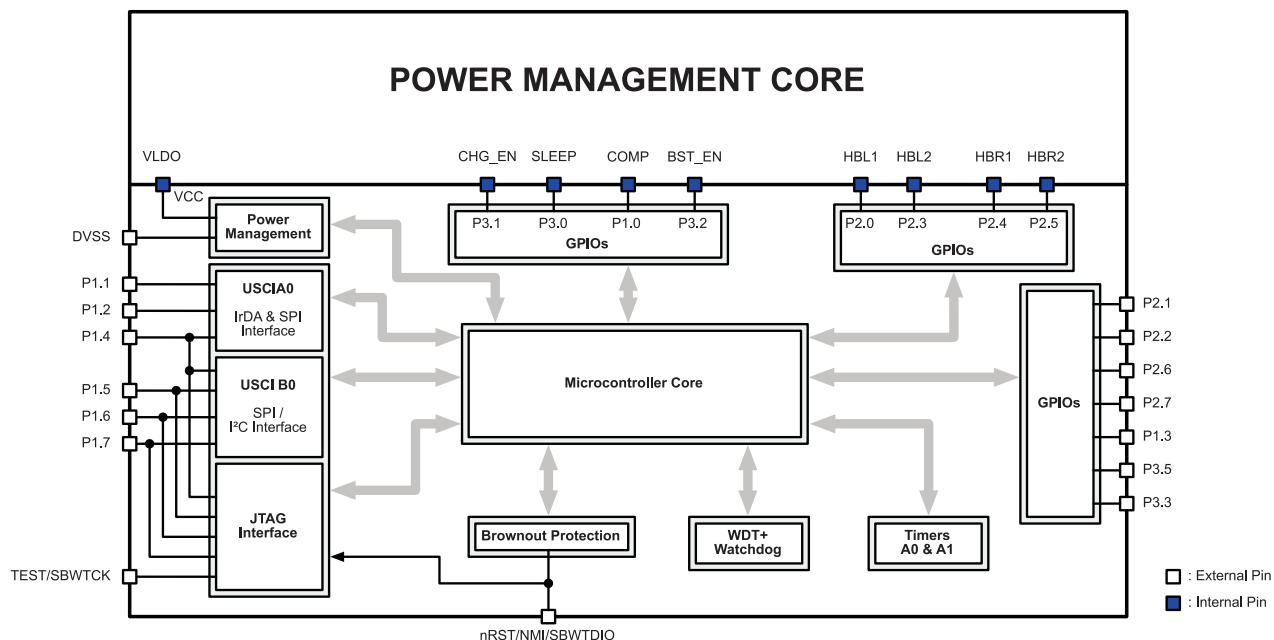 POWER MANAGEMENT CORE
VLDO
CHG_EN
SLEEP
COMP
BST_EN
HBL1
HBL2
HBR1
HBR2
VCC
Power
Management
P3.1
P3.0
P1.0
P3.2
GPIOs
P2.0
P2.3
P2.4
P2.5
GPIOs
DVSS
P1.1
P1.2
P1.4
P1.5
P1.6
P1.7
TEST/SBWTCK
USCIA0
IrDA & SPI
Interface
USCI B0
SPI /
I²C Interface
JTAG
Interface
Microcontroller Core
GPIOs
P2.1
P2.2
P2.6
P2.7
P1.3
P3.5
P3.3
Brownout Protection
WDT+
Watchdog
Timers
A0 & A1
nRST/NMI/SBWTDIO
: External Pin
: Internal Pin